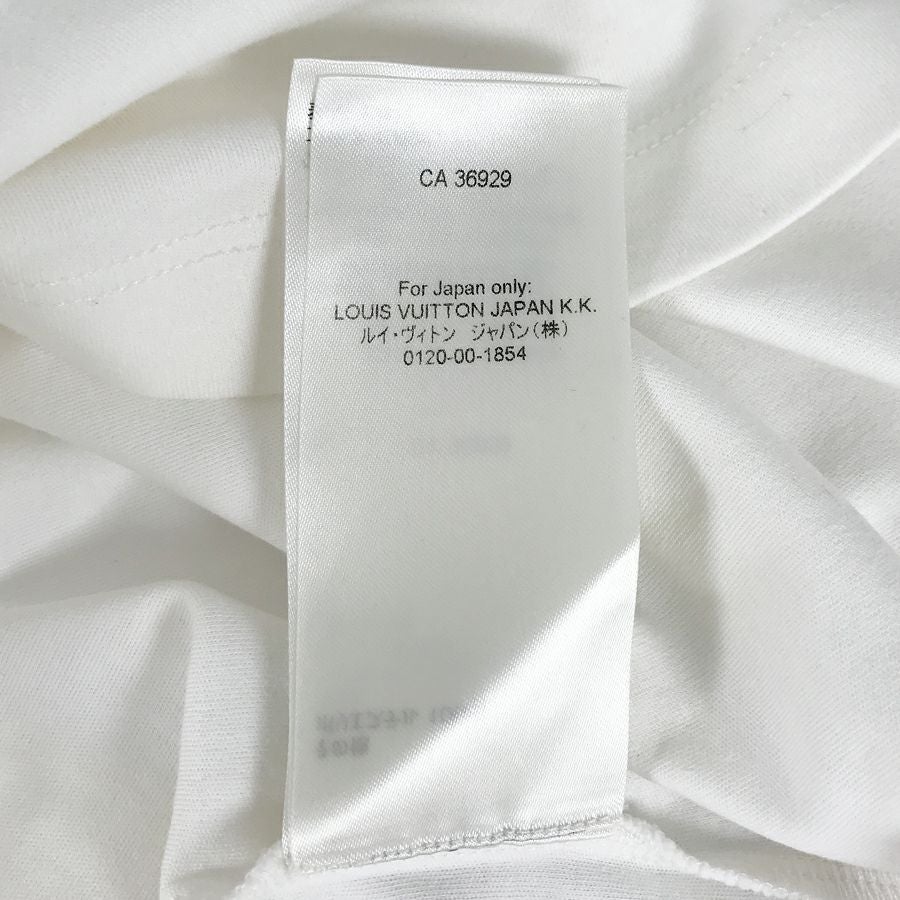 CA 36929
For Japan only:
LOUIS VUITTON JAPAN K.K.
ルイ・ヴィトン ジャパン(株)
0120-00-1854